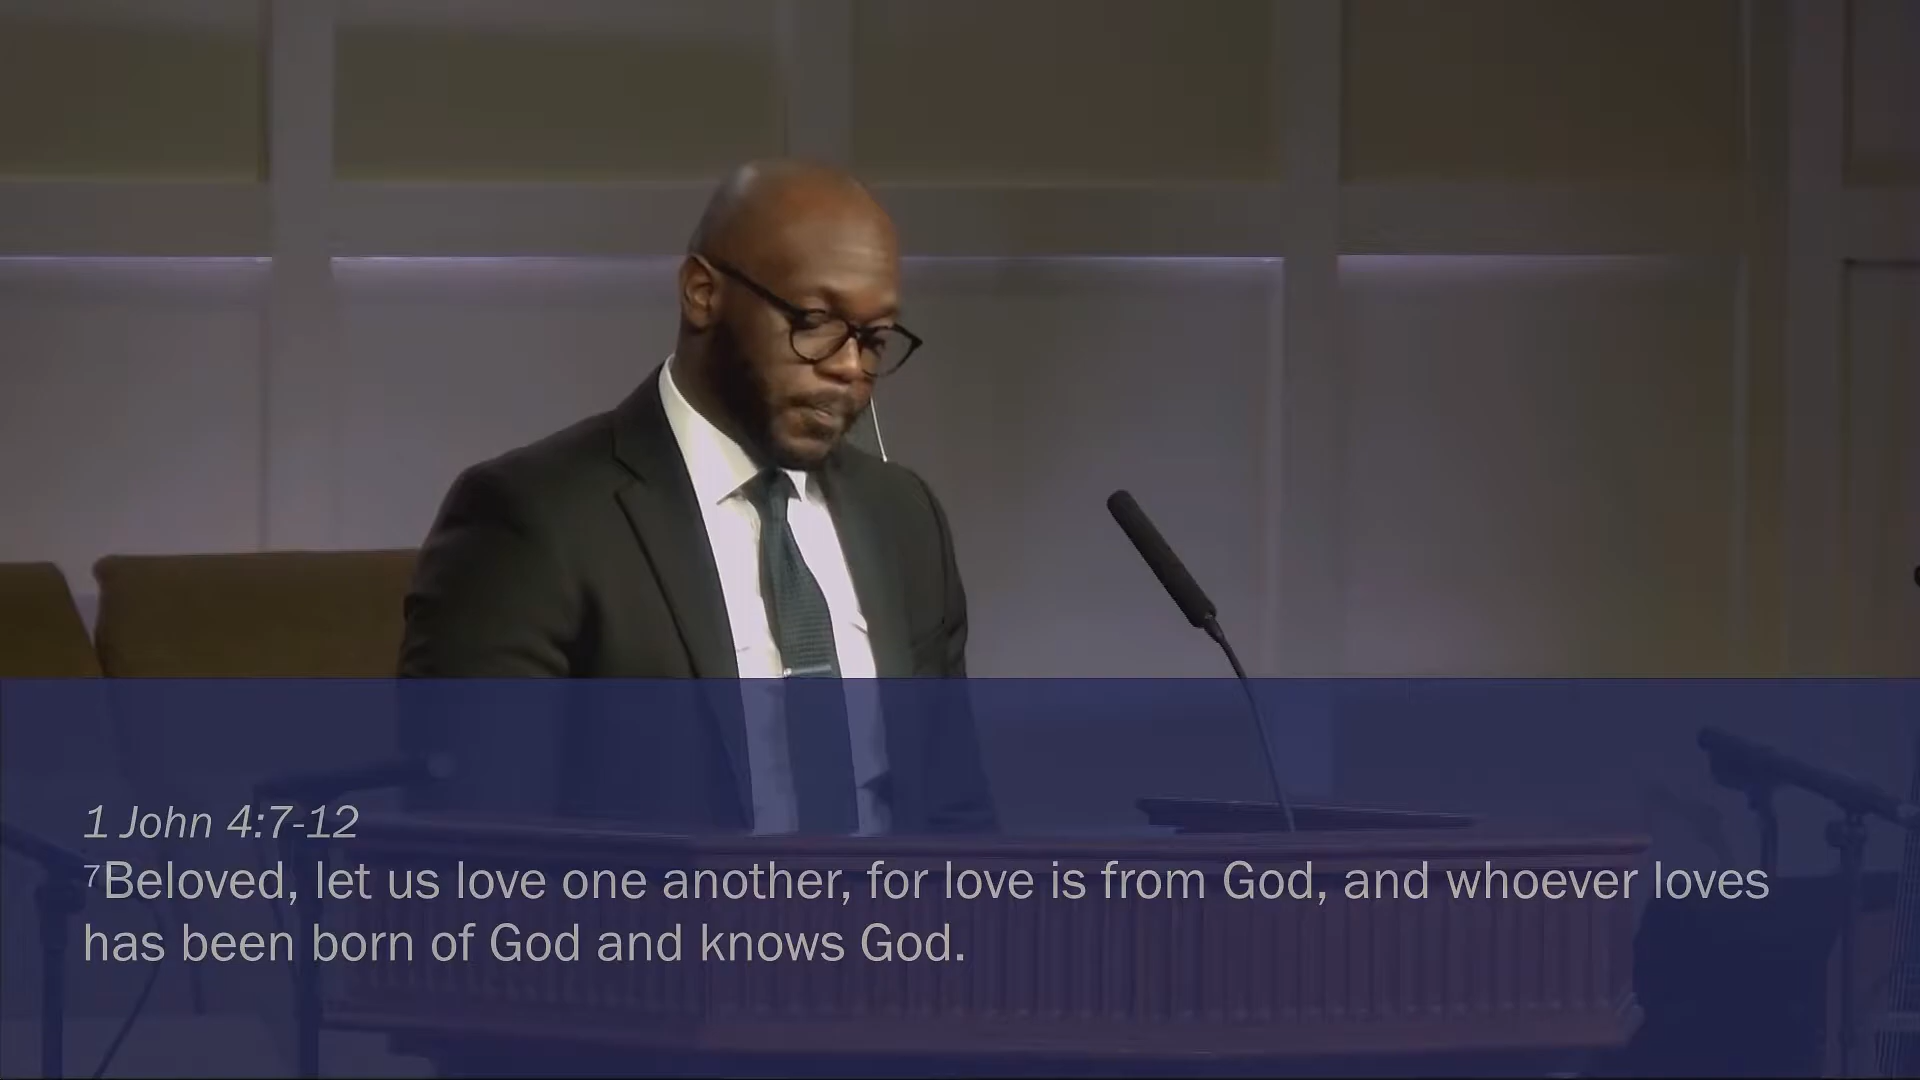 1 John 4:7-12
⁷Beloved, let us love one another, for love is from God, and whoever loves
has been born of God and knows God.